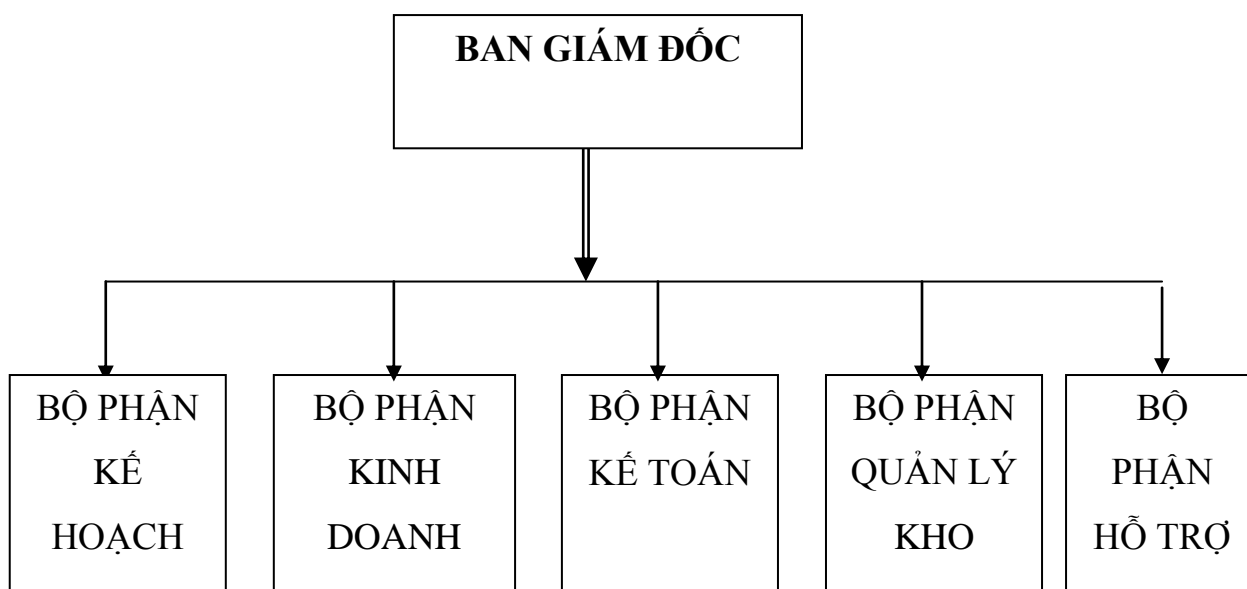 BAN GIÁM ĐỐC
BỘ PHẬN
KẾ
HOẠCH
BỘ PHẬN
KINH
DOANH
BỘ PHẬN
KẾ TOÁN
BỘ PHẬN
QUẢN LÝ
KHO
BỘ
PHẬN
HỖ TRỢ